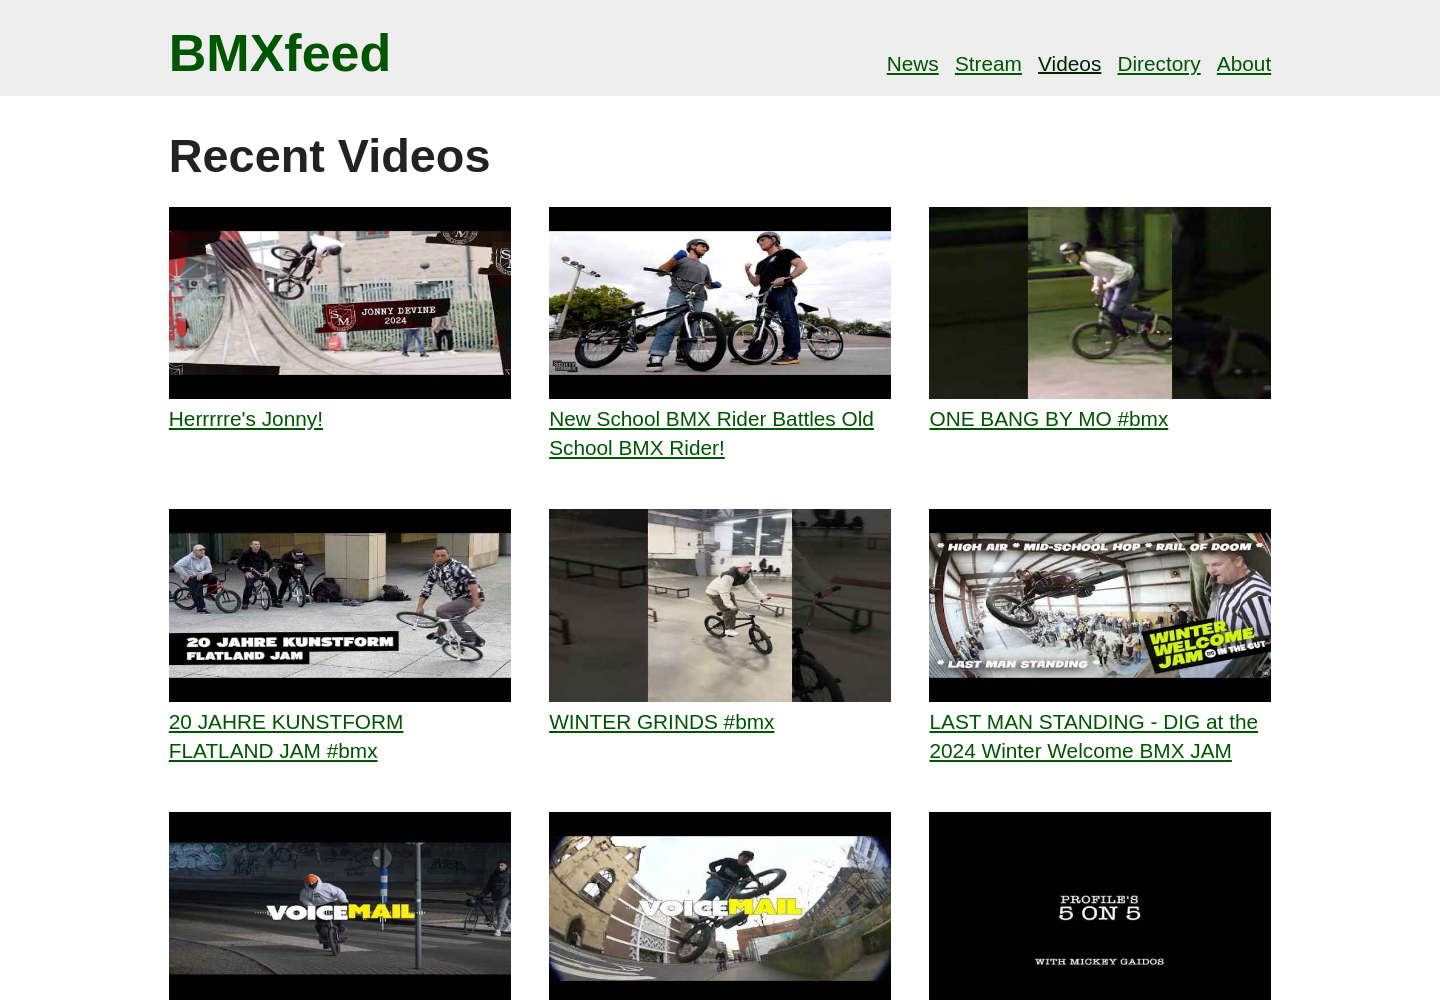 BMXfeed
News Stream Videos Directory About
Recent Videos
JONNY DEVINE
2024
Herrrrre's Jonny!
New School BMX Rider Battles Old
School BMX Rider!
ONE BANG BY MO #bmx
20 JAHRE KUNSTFORM
FLATLAND JAM
20 JAHRE KUNSTFORM
FLATLAND JAM #bmx
WINTER GRINDS #bmx
* HIGH AIR * MID-SCHOOL HOP * RAIL OF DOOM *
WINTER
WELCOME
JAM DIG IN THE CUT
* LAST MAN STANDING *
LAST MAN STANDING - DIG at the
2024 Winter Welcome BMX JAM
VOICEMAIL
VOICEMAIL
PROFILE'S
5 ON 5
WITH MICKEY GAIDOS